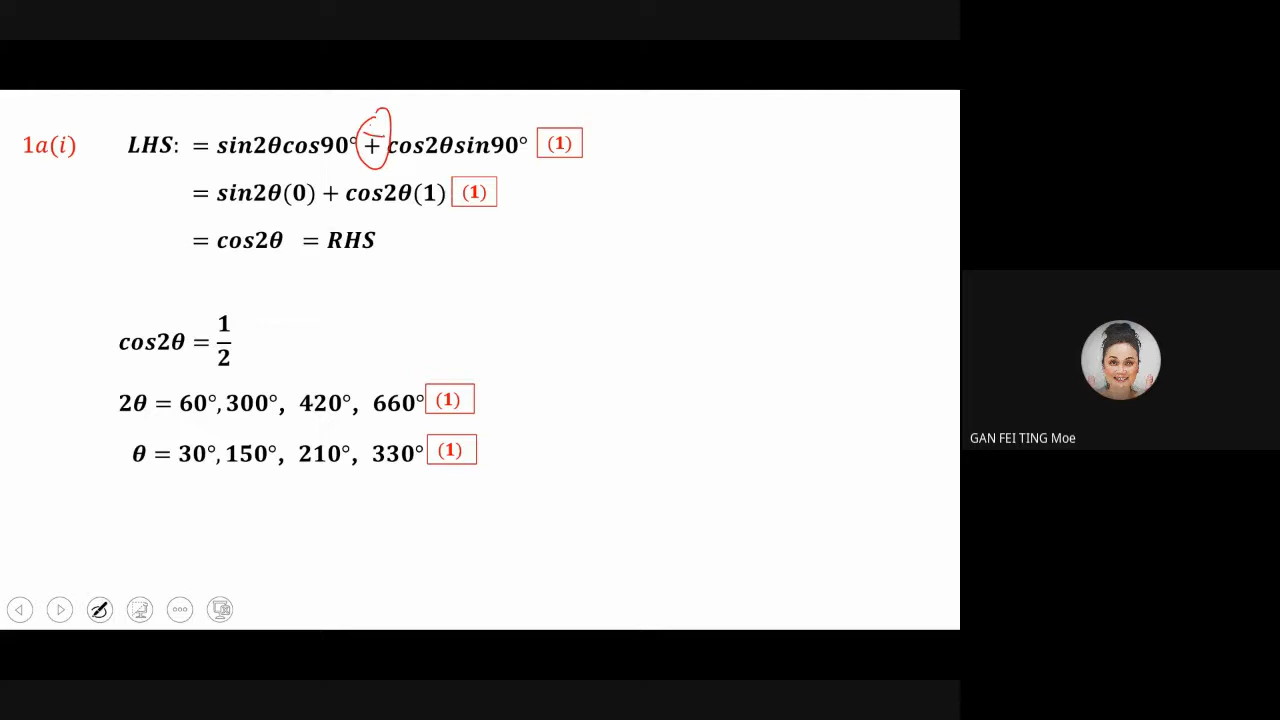 1a(i) LHS: = sin2θcos90° + cos2θsin90° (1)
= sin2θ(0) + cos2θ(1) (1)
= cos2θ = RHS
cos2θ = 1/2
2θ = 60°, 300°, 420°, 660° (1)
θ = 30°, 150°, 210°, 330° (1)
GAN FEI TING Moe